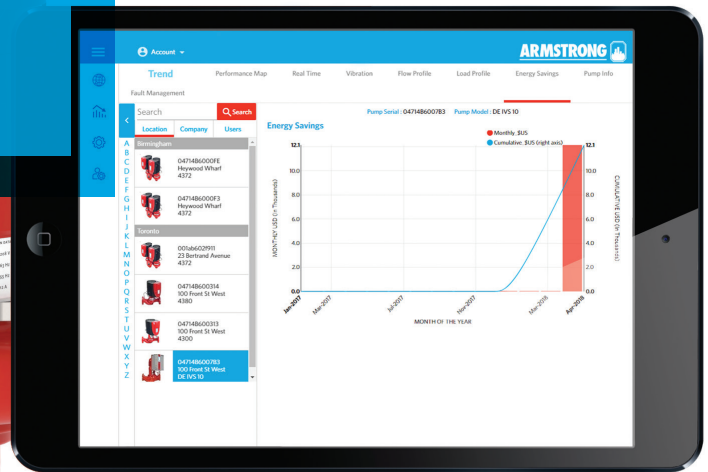 Account
ARMSTRONG
Trend
Performance Map
Real Time
Vibration
Flow Profile
Load Profile
Energy Savings
Pump Info
Fault Management
Search
Search
Location
Company
Users
A
B
C
D
E
F
G
H
I
J
K
L
M
N
O
P
Q
R
S
T
U
V
W
X
Y
Z
Birmingham
04714B6000FE
Heywood Wharf
4372
04714B6000F3
Heywood Wharf
4372
Toronto
001ab602f911
23 Bertrand Avenue
4372
04714B600314
100 Front St West
4380
04714B600313
100 Front St West
4300
04714B6007B3
100 Front St West
DE IVS 10
Pump Serial : 04714B6007B3 Pump Model : DE IVS 10
Energy Savings
Monthly, $US
Cumulative, $US (right axis)
MONTHLY USD (In Thousands)
12.1
10.0
8.0
6.0
4.0
2.0
0.0
12.1
10.0
8.0
6.0
4.0
2.0
0.0
CUMULATIVE USD (In Thousands)
Jan-2017
Mar-2017
Jul-2017
Nov-2017
Mar-2018
Apr-2018
MONTH OF THE YEAR